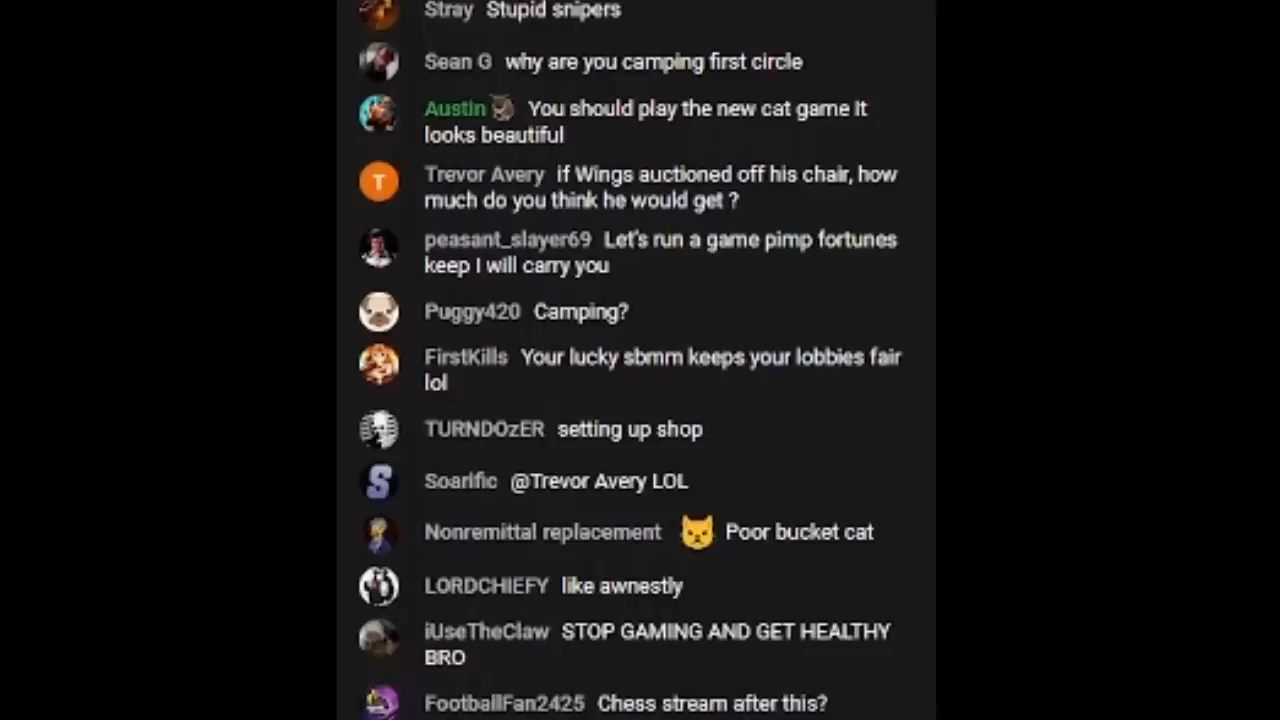 Stray Stupid snipers
Sean G why are you camping first circle
Austin You should play the new cat game It
looks beautiful
T
Trevor Avery if Wings auctioned off his chair, how
much do you think he would get ?
peasant_slayer69 Let's run a game pimp fortunes
keep I will carry you
Puggy420 Camping?
FirstKills Your lucky sbmm keeps your lobbies fair
lol
TURNDOzER setting up shop
S
Soarific @Trevor Avery LOL
Nonremittal replacement Poor bucket cat
LORDCHIEFY like awnestly
iUseTheClaw STOP GAMING AND GET HEALTHY
BRO
FootballFan2425 Chess stream after this?